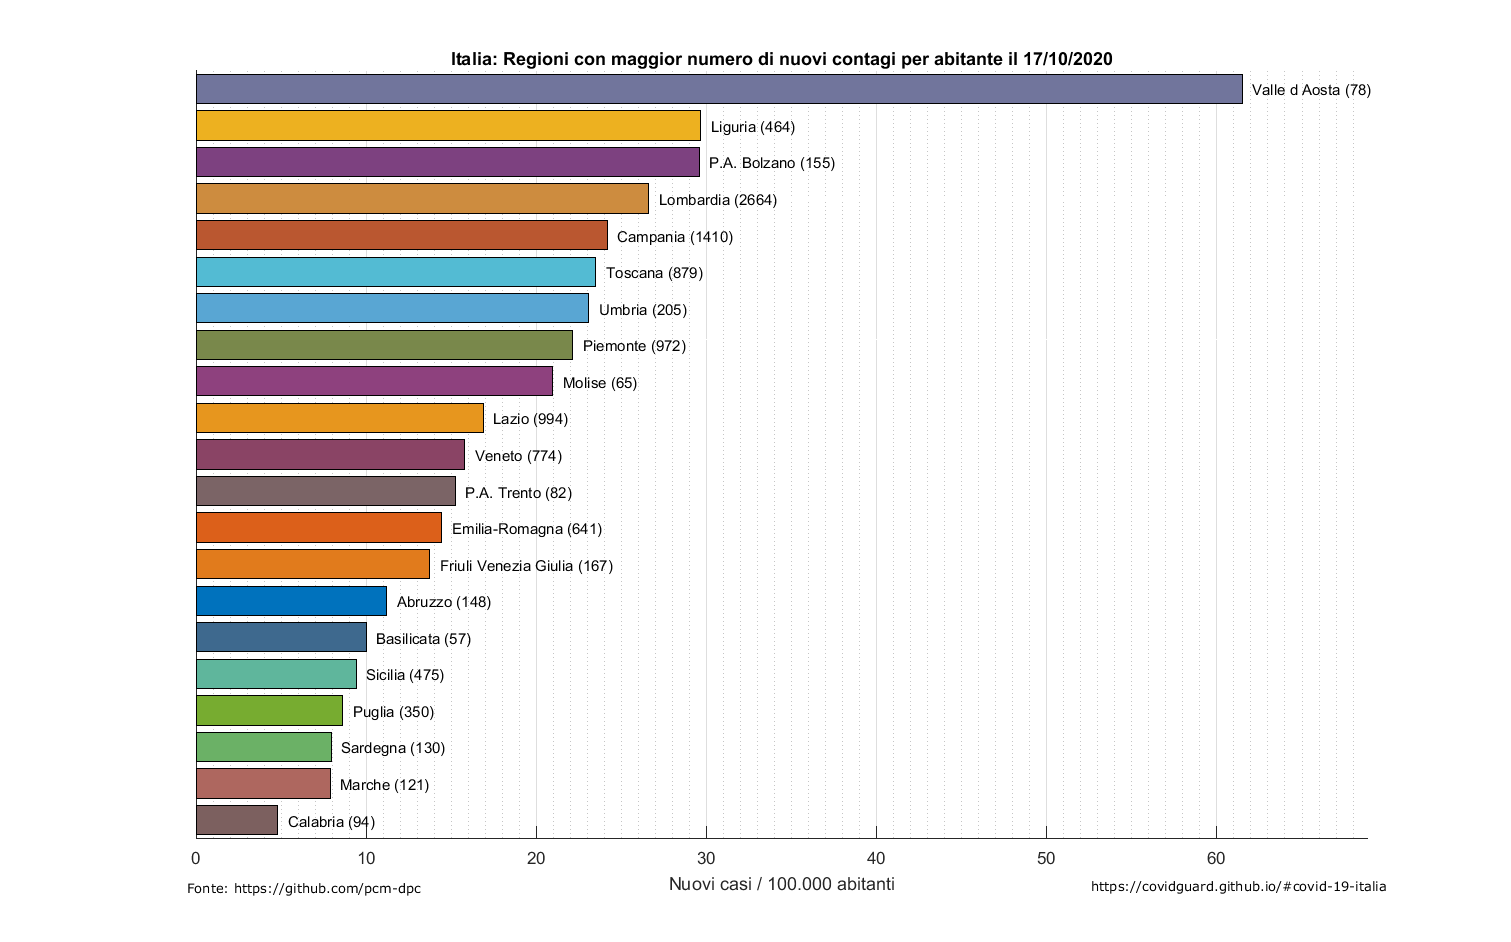 Italia: Regioni con maggior numero di nuovi contagi per abitante il 17/10/2020
Valle d Aosta (78)
Liguria (464)
P.A. Bolzano (155)
Lombardia (2664)
Campania (1410)
Toscana (879)
Umbria (205)
Piemonte (972)
Molise (65)
Lazio (994)
Veneto (774)
P.A. Trento (82)
Emilia-Romagna (641)
Friuli Venezia Giulia (167)
Abruzzo (148)
Basilicata (57)
Sicilia (475)
Puglia (350)
Sardegna (130)
Marche (121)
Calabria (94)
0 10 20 30 40 50 60
Nuovi casi / 100.000 abitanti
Fonte: https://github.com/pcm-dpc
https://covidguard.github.io/#covid-19-italia